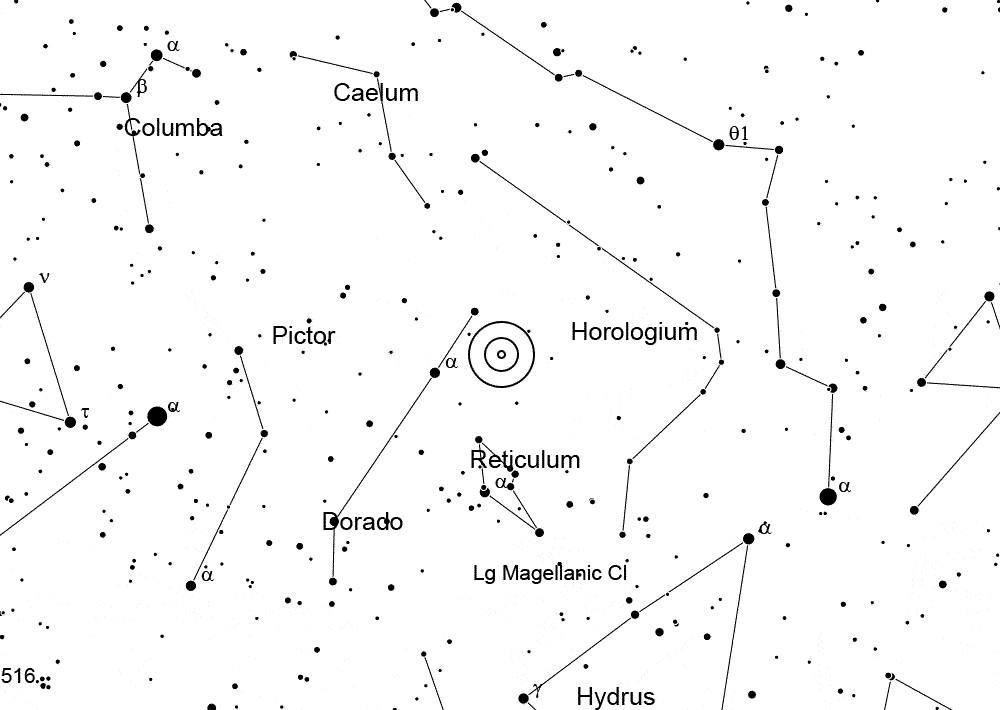 α
β
Caelum
Columba
θ1
ν
Pictor
Horologium
α
τ
α
Reticulum
α
α
Dorado
α
Lg Magellanic Cl
α
516.
γ
Hydrus